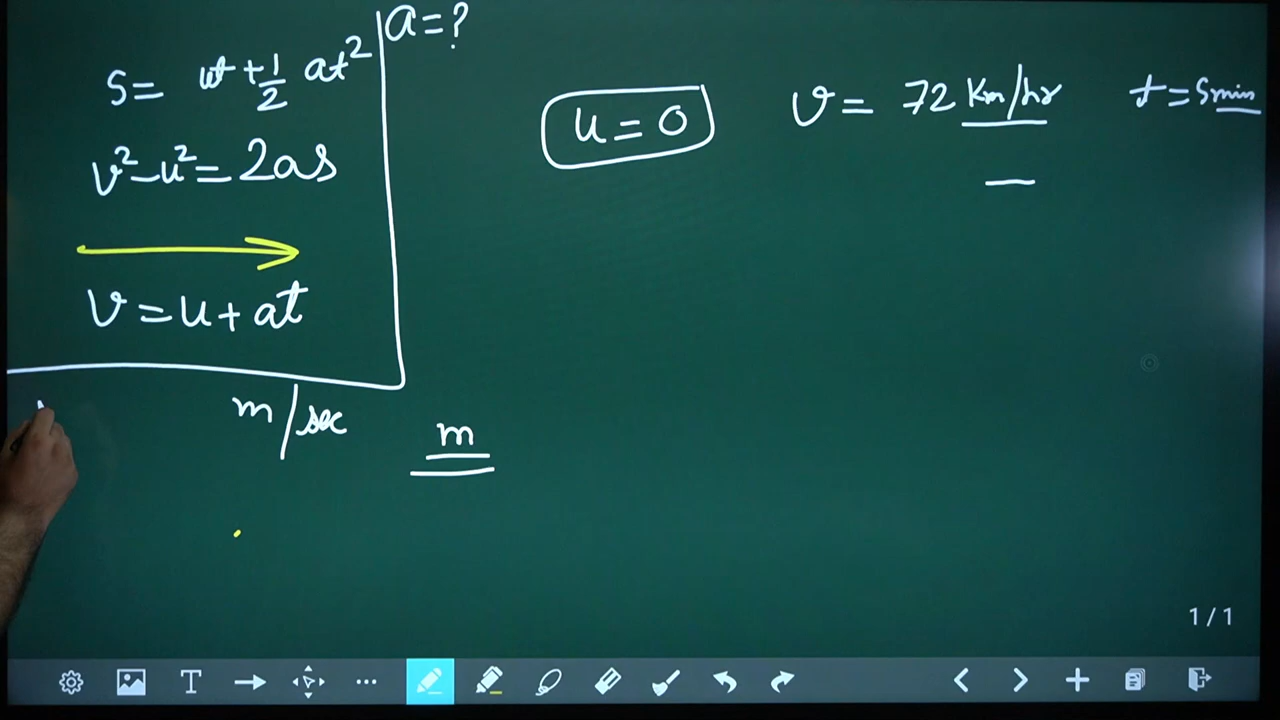 a = ?
S = ut + 1/2 at²
u = 0
v = 72 Km/hr
t = 5min
v² - u² = 2as
v = u + at
m/sec
m
1 / 1
T